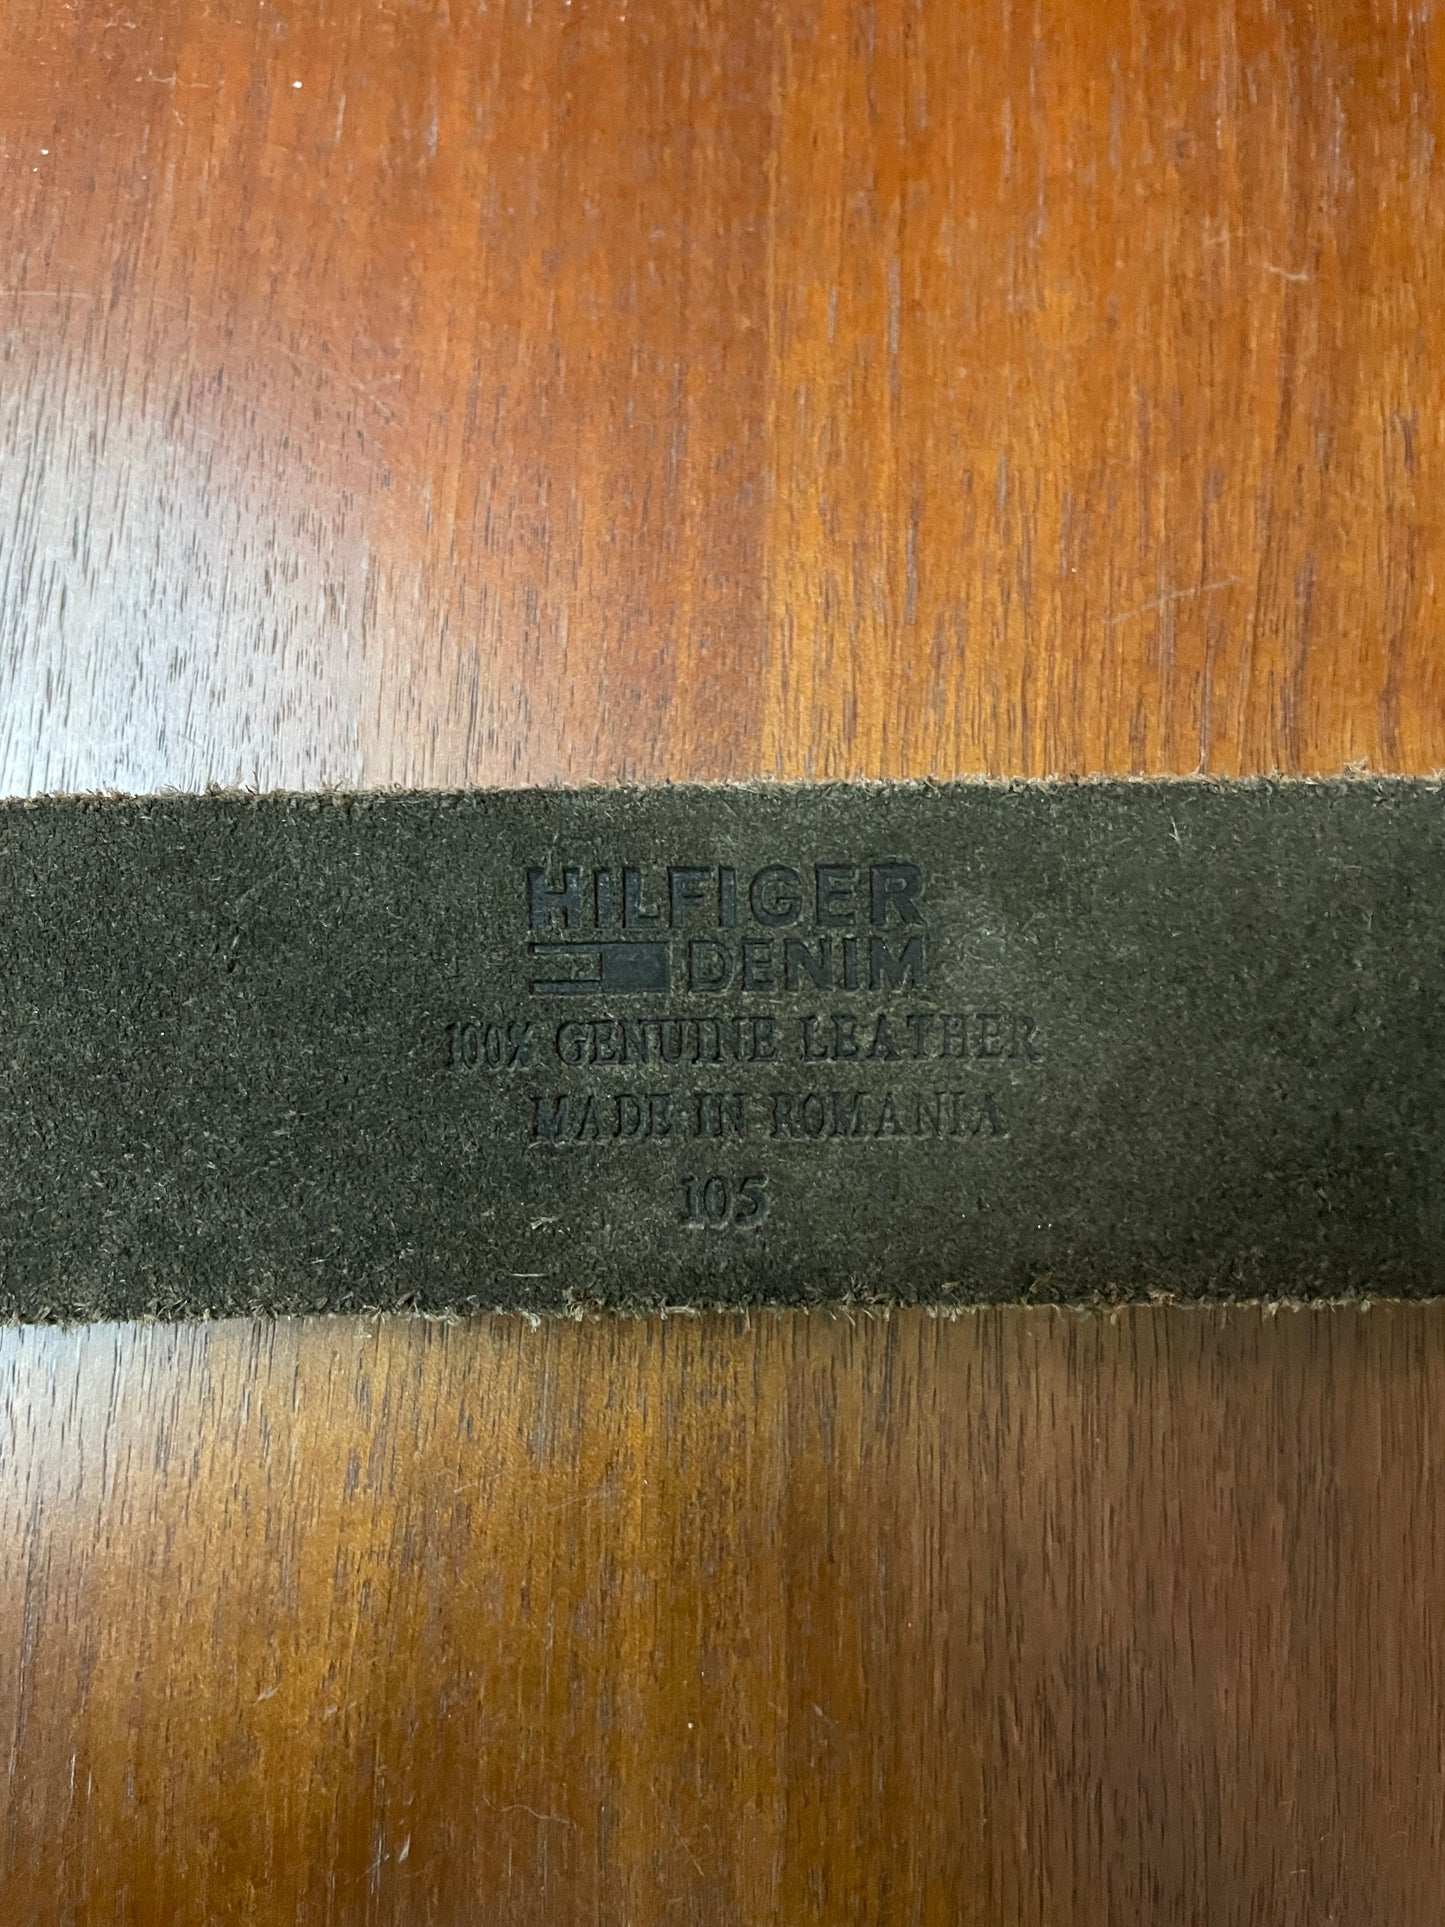 HILFIGER
DENIM
100% GENUINE LEATHER
MADE IN ROMANIA
105